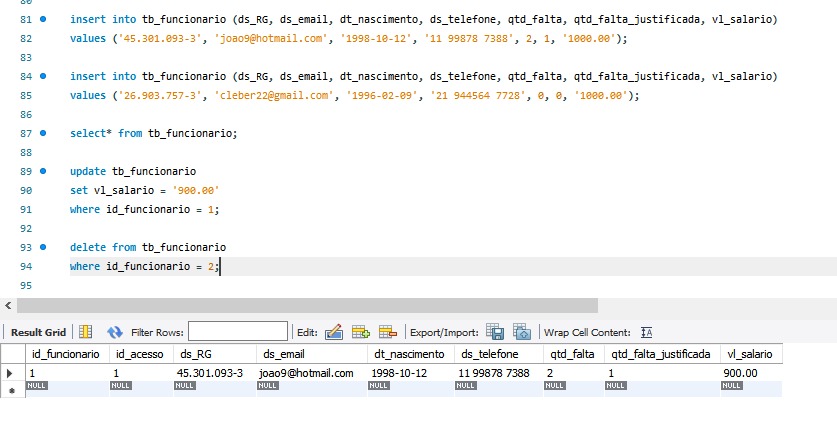 80
81 insert into tb_funcionario (ds_RG, ds_email, dt_nascimento, ds_telefone, qtd_falta, qtd_falta_justificada, vl_salario)
82 values ('45.301.093-3', 'joao9@hotmail.com', '1998-10-12', '11 99878 7388', 2, 1, '1000.00');
83
84 insert into tb_funcionario (ds_RG, ds_email, dt_nascimento, ds_telefone, qtd_falta, qtd_falta_justificada, vl_salario)
85 values ('26.903.757-3', 'cleber22@gmail.com', '1996-02-09', '21 944564 7728', 0, 0, '1000.00');
86
87 select* from tb_funcionario;
88
89 update tb_funcionario
90 set vl_salario = '900.00'
91 where id_funcionario = 1;
92
93 delete from tb_funcionario
94 where id_funcionario = 2;
95
Result Grid Filter Rows: Edit: Export/Import: Wrap Cell Content: IA
id_funcionario id_acesso ds_RG ds_email dt_nascimento ds_telefone qtd_falta qtd_falta_justificada vl_salario
1 1 45.301.093-3 joao9@hotmail.com 1998-10-12 11 99878 7388 2 1 900.00
NULL NULL NULL NULL NULL NULL NULL NULL NULL